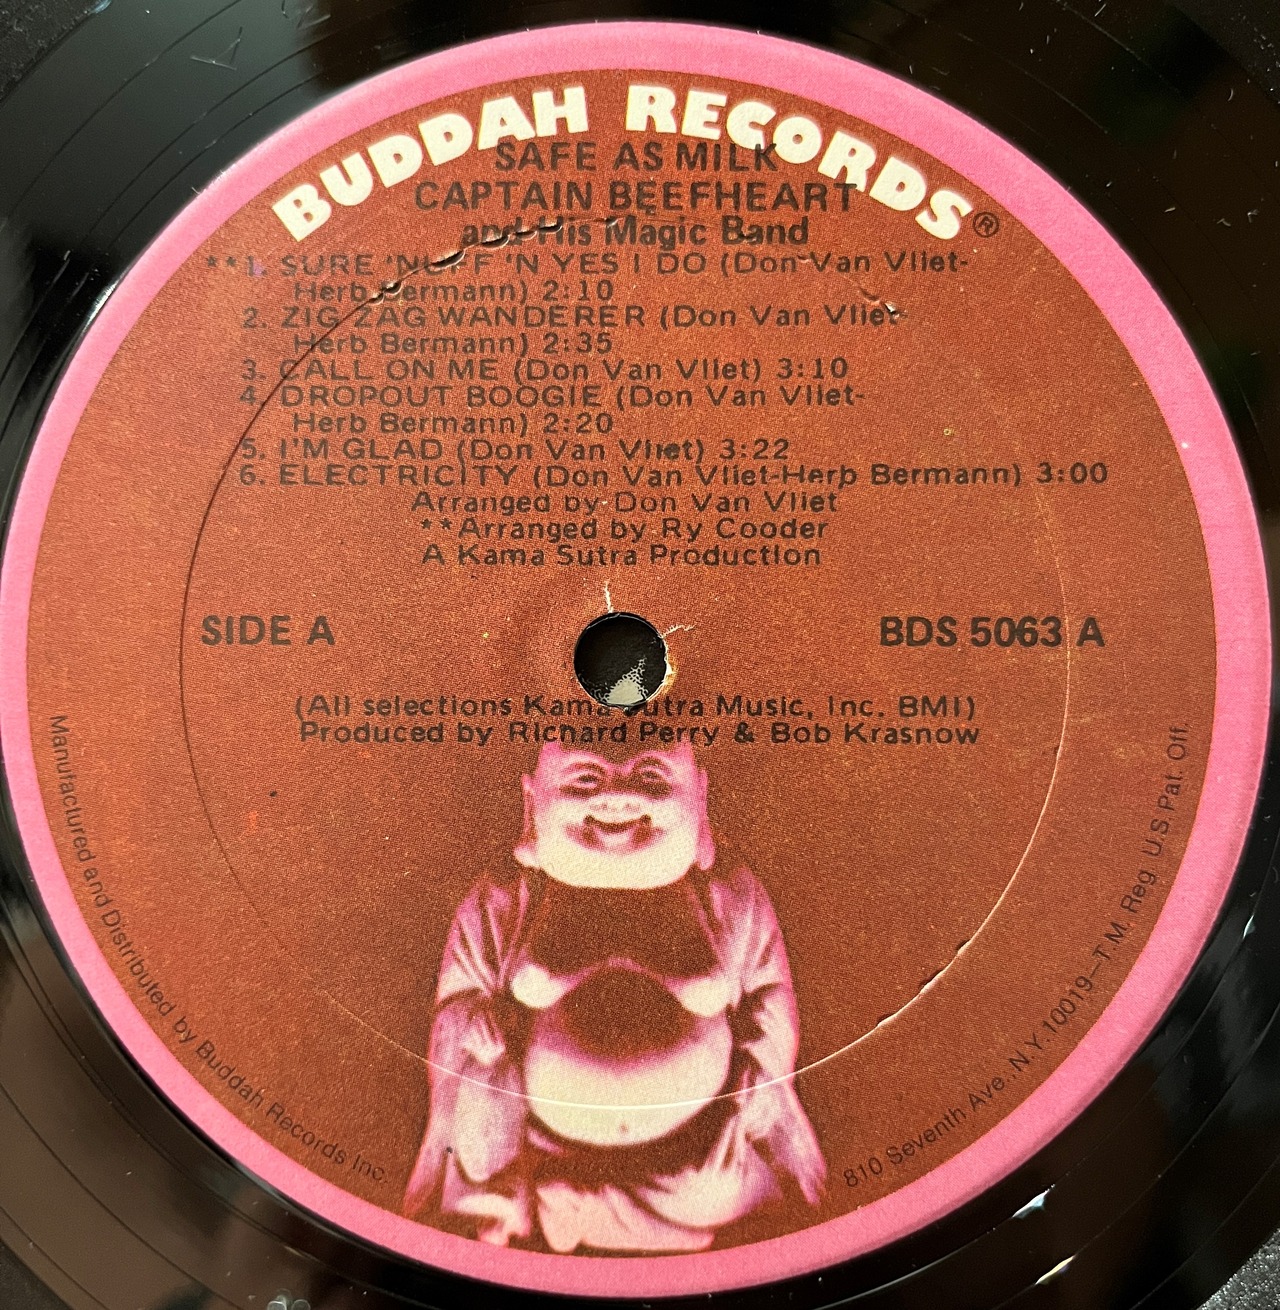 BUDDAH RECORDS®
SAFE AS MILK
CAPTAIN BEEFHEART
and His Magic Band
**1. SURE 'NUFF 'N YES I DO (Don Van Vliet-
Herb Bermann) 2:10
2. ZIG ZAG WANDERER (Don Van Vliet-
Herb Bermann) 2:35
3. CALL ON ME (Don Van Vliet) 3:10
4. DROPOUT BOOGIE (Don Van Vliet-
Herb Bermann) 2:20
5. I'M GLAD (Don Van Vliet) 3:22
6. ELECTRICITY (Don Van Vliet-Herb Bermann) 3:00
Arranged by Don Van Vliet
**Arranged by Ry Cooder
A Kama Sutra Production
SIDE A
BDS 5063 A
(All selections Kama Sutra Music, Inc. BMI)
Produced by Richard Perry & Bob Krasnow
Manufactured and Distributed by Buddah Records Inc.
810 Seventh Ave., N.Y. 10019—T.M. Reg. U.S. Pat. Off.